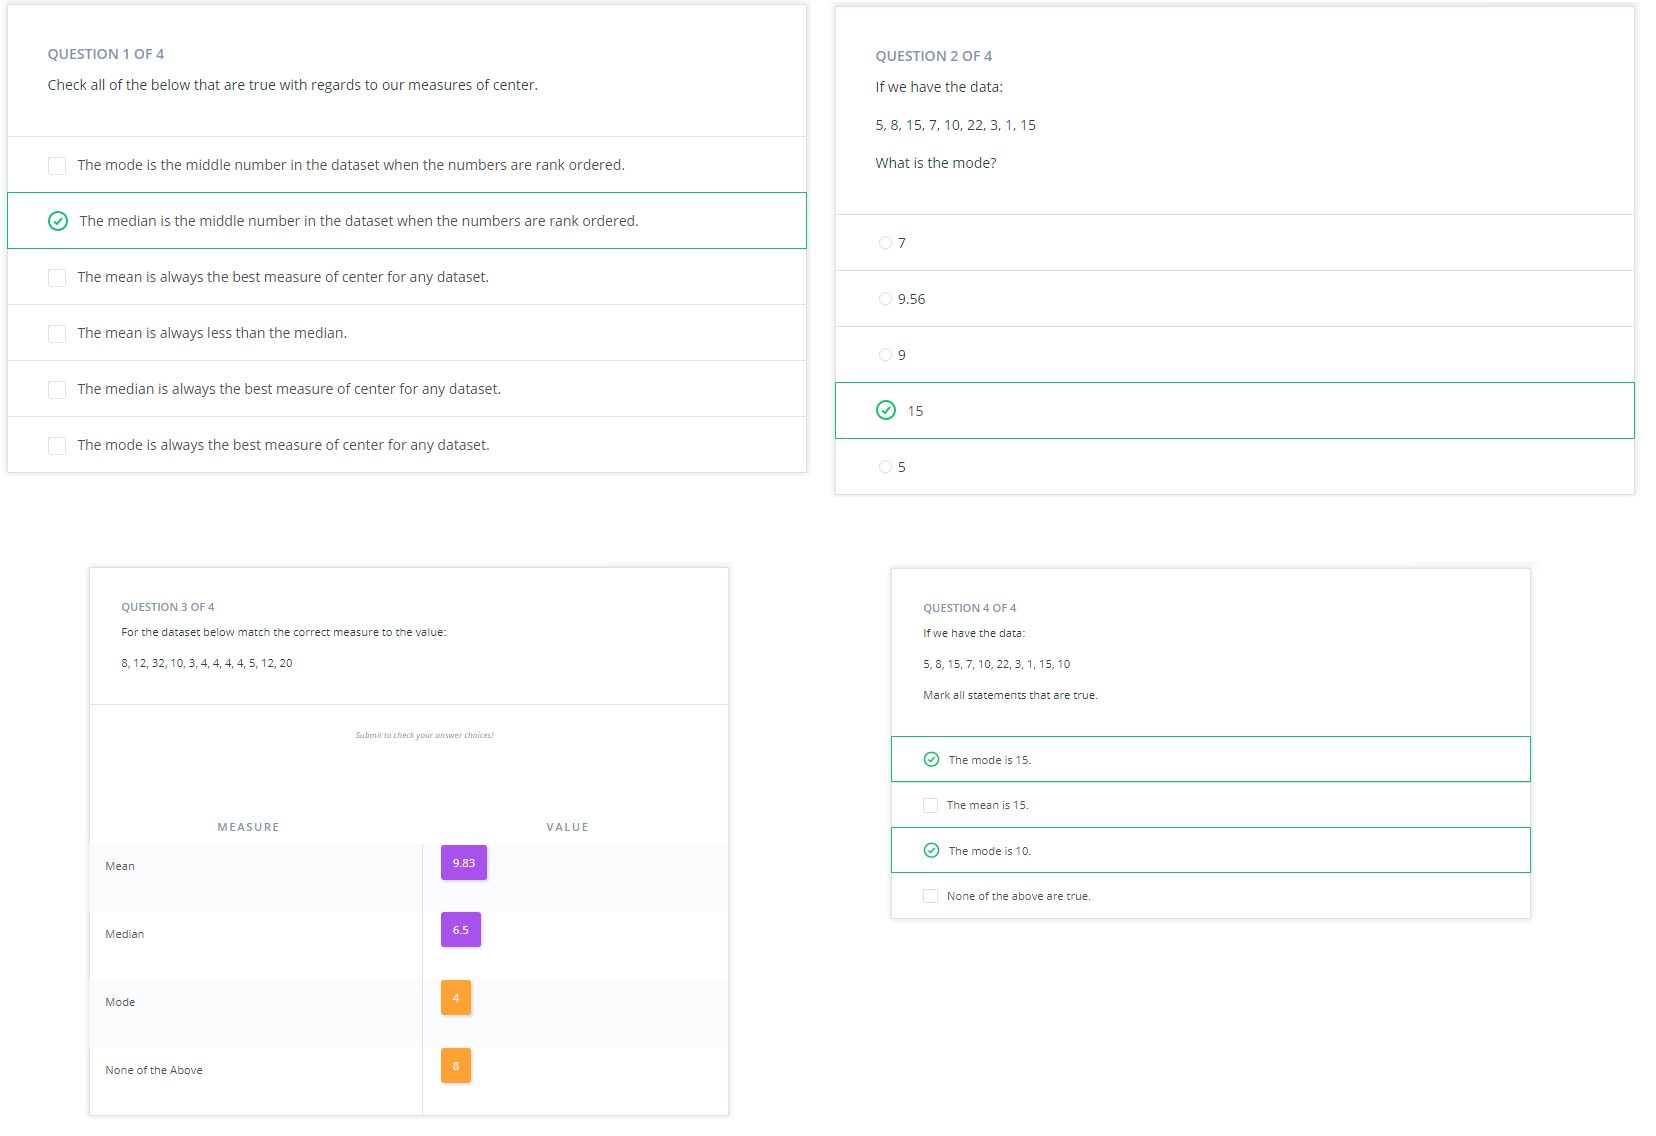 QUESTION 1 OF 4
Check all of the below that are true with regards to our measures of center.
The mode is the middle number in the dataset when the numbers are rank ordered.
The median is the middle number in the dataset when the numbers are rank ordered.
The mean is always the best measure of center for any dataset.
The mean is always less than the median.
The median is always the best measure of center for any dataset.
The mode is always the best measure of center for any dataset.
QUESTION 2 OF 4
If we have the data:
5, 8, 15, 7, 10, 22, 3, 1, 15
What is the mode?
7
9.56
9
15
5
QUESTION 3 OF 4
For the dataset below match the correct measure to the value:
8, 12, 32, 10, 3, 4, 4, 4, 4, 5, 12, 20
Submit to check your answer choices!
MEASURE VALUE
Mean 9.83
Median 6.5
Mode 4
None of the Above 8
QUESTION 4 OF 4
If we have the data:
5, 8, 15, 7, 10, 22, 3, 1, 15, 10
Mark all statements that are true.
The mode is 15.
The mean is 15.
The mode is 10.
None of the above are true.